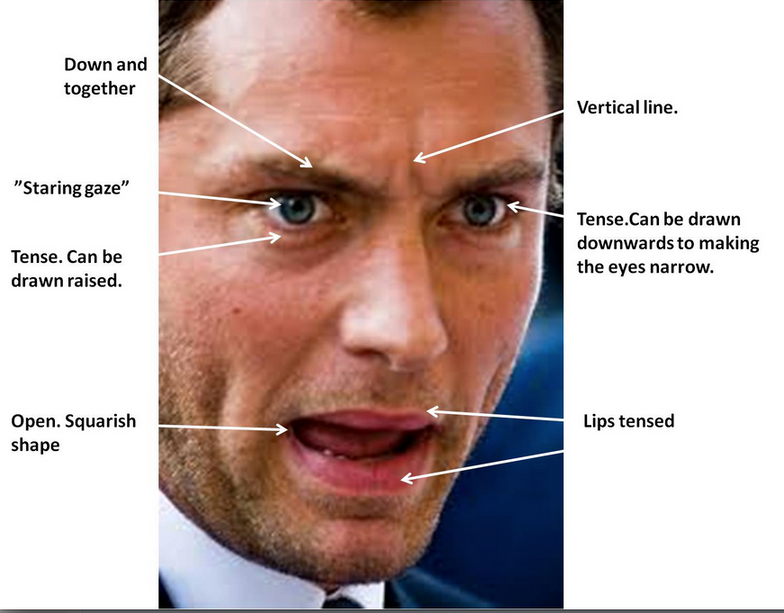 Down and
together
Vertical line.
”Staring gaze”
Tense.Can be drawn
downwards to making
the eyes narrow.
Tense. Can be
drawn raised.
Open. Squarish
shape
Lips tensed